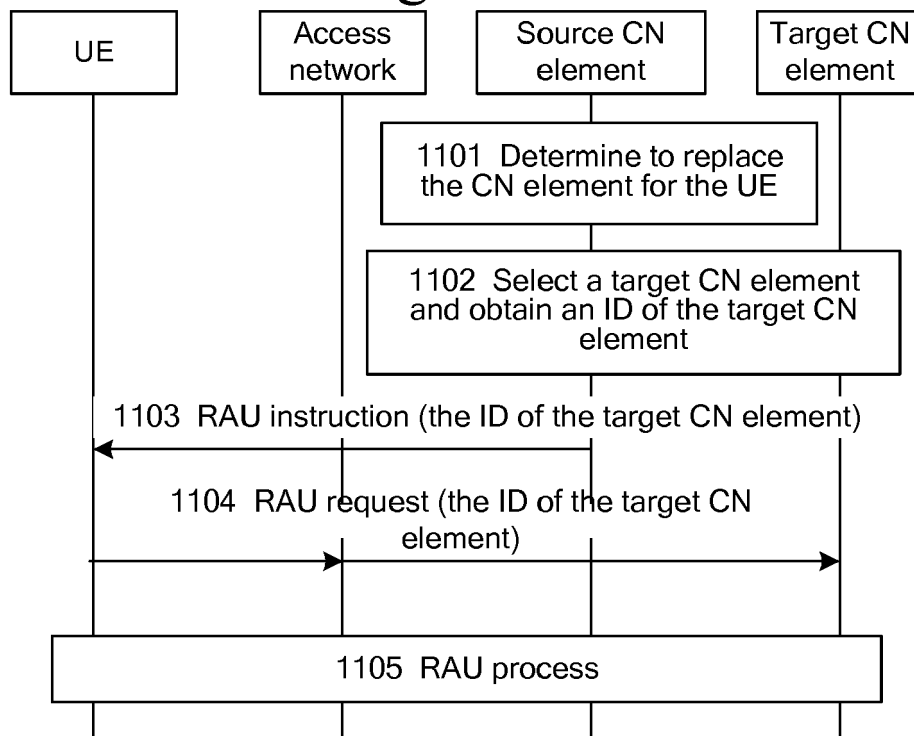 UE
Access
network
Source CN
element
Target CN
element
1101 Determine to replace
the CN element for the UE
1102 Select a target CN element
and obtain an ID of the target CN
element
1103 RAU instruction (the ID of the target CN element)
1104 RAU request (the ID of the target CN
element)
1105 RAU process